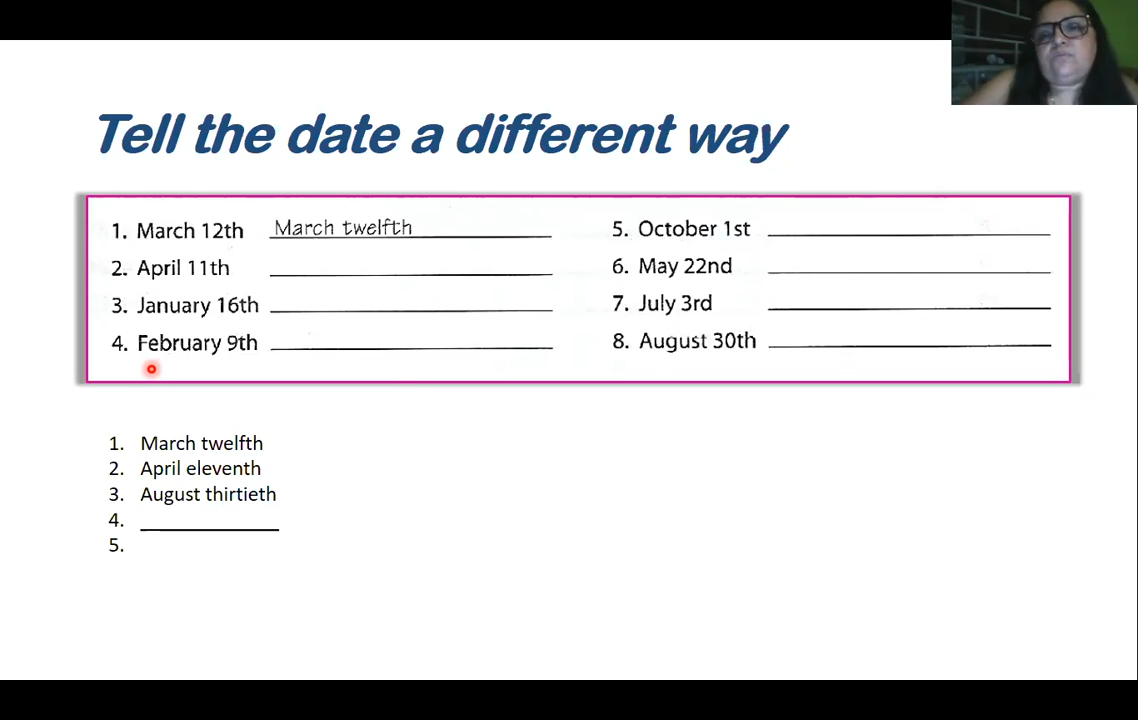 Tell the date a different way
1. March 12th March twelfth
2. April 11th
3. January 16th
4. February 9th
5. October 1st
6. May 22nd
7. July 3rd
8. August 30th
1. March twelfth
2. April eleventh
3. August thirtieth
4.
5.